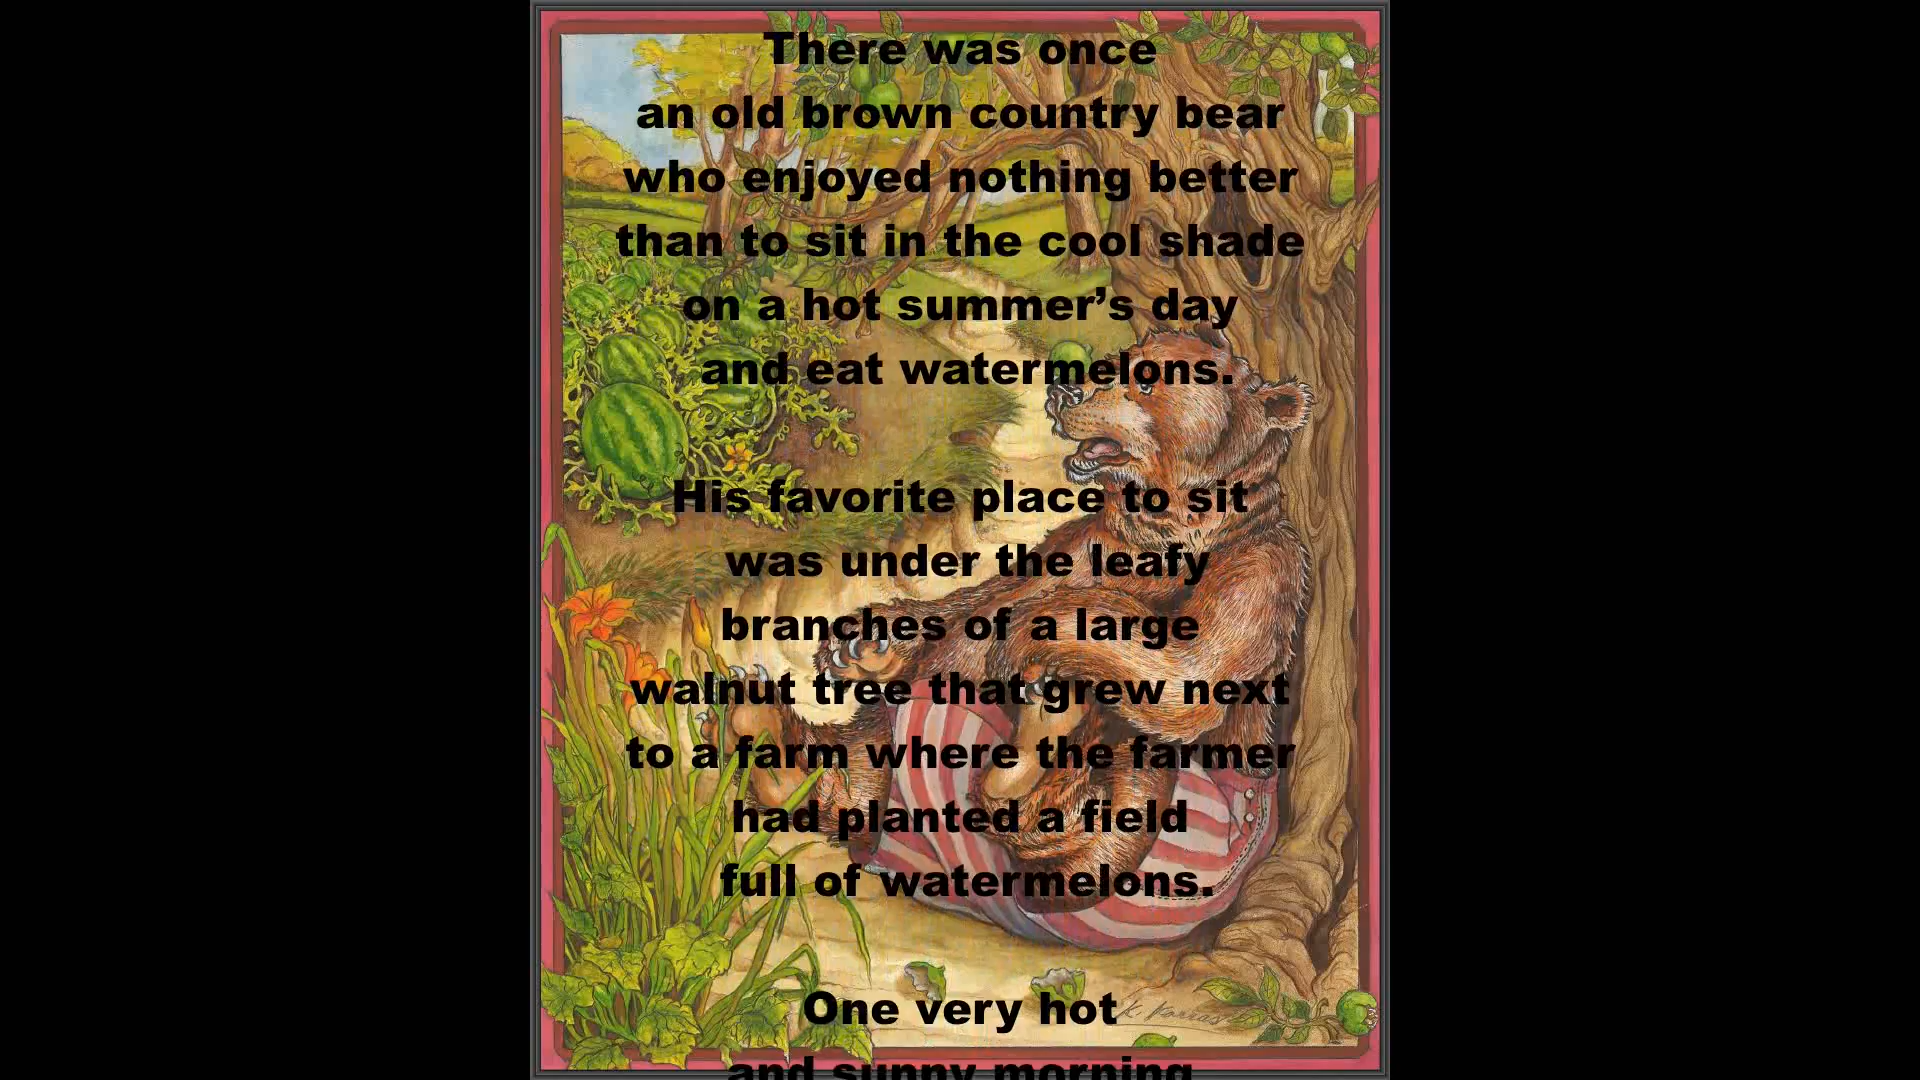 There was once
an old brown country bear
who enjoyed nothing better
than to sit in the cool shade
on a hot summer’s day
and eat watermelons.
His favorite place to sit
was under the leafy
branches of a large
walnut tree that grew next
to a farm where the farmer
had planted a field
full of watermelons.
One very hot
and sunny morning